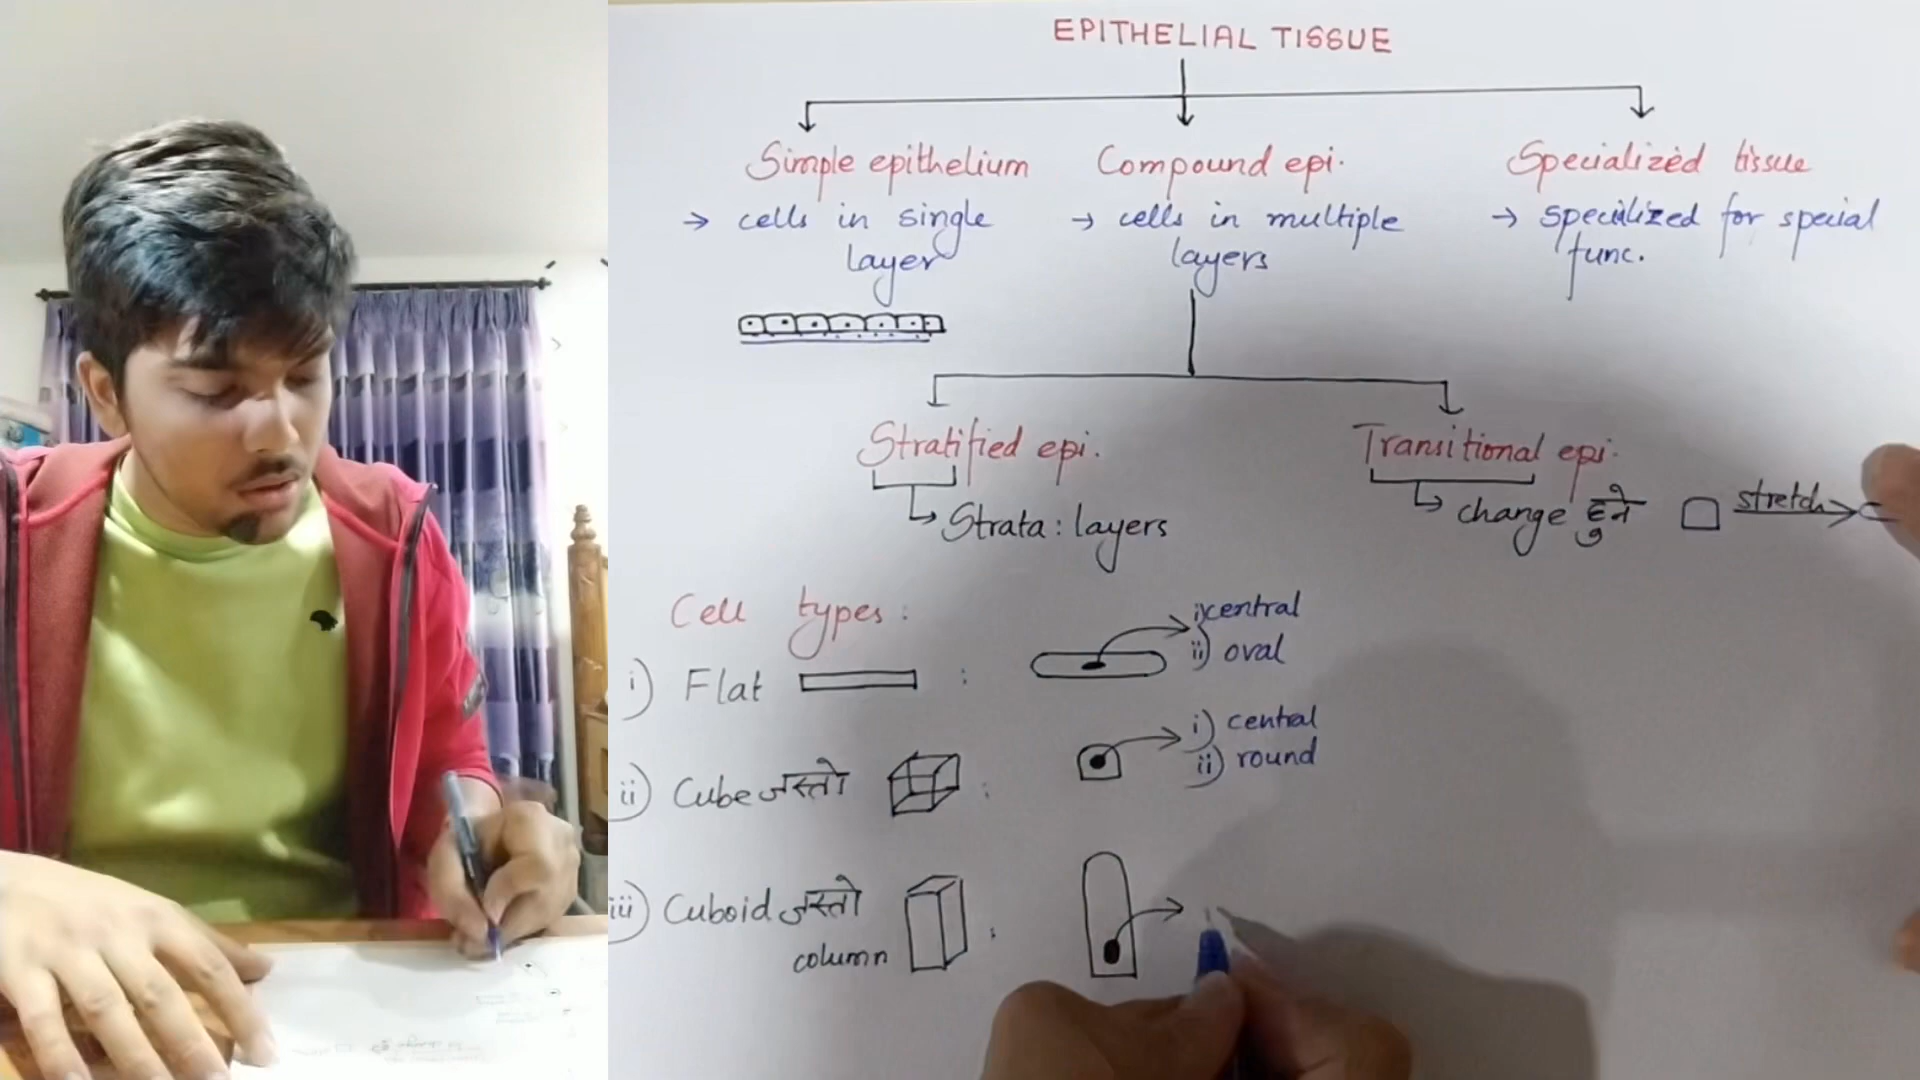 EPITHELIAL TISSUE
Simple epithelium
→ cells in single
layer
Compound epi.
→ cells in multiple
layers
Specialized tissue
→ specialized for special
func.
Stratified epi.
Strata : layers
Transitional epi.
change हुने
stretch
Cell types :
i) Flat :
i) central
ii) oval
ii) Cube जस्तो :
i) central
ii) round
iii) Cuboid जस्तो :
column